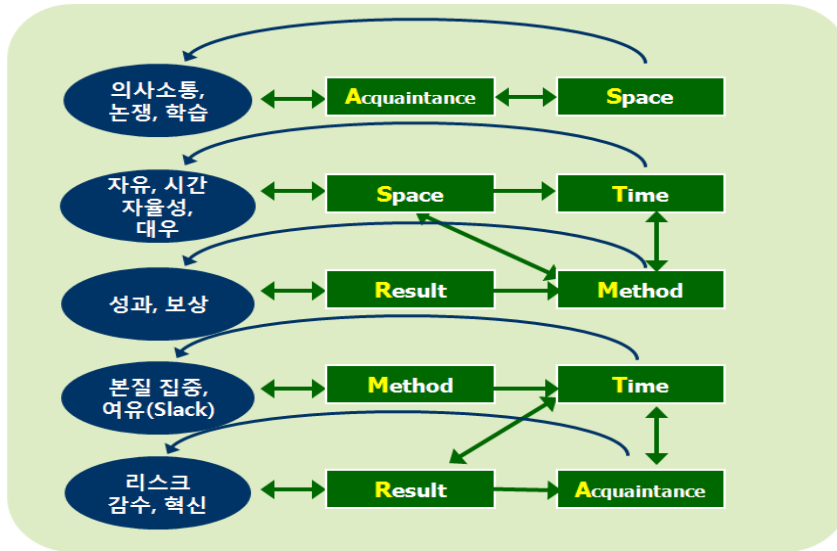 의사소통,
논쟁, 학습
Acquaintance
Space
자유, 시간
자율성,
대우
Space
Time
성과, 보상
Result
Method
본질 집중,
여유(Slack)
Method
Time
리스크
감수, 혁신
Result
Acquaintance